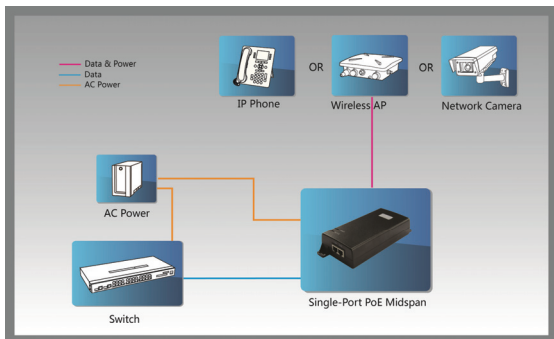 Data & Power
Data
AC Power
OR
OR
IP Phone
Wireless AP
Network Camera
AC Power
Single-Port PoE Midspan
Switch